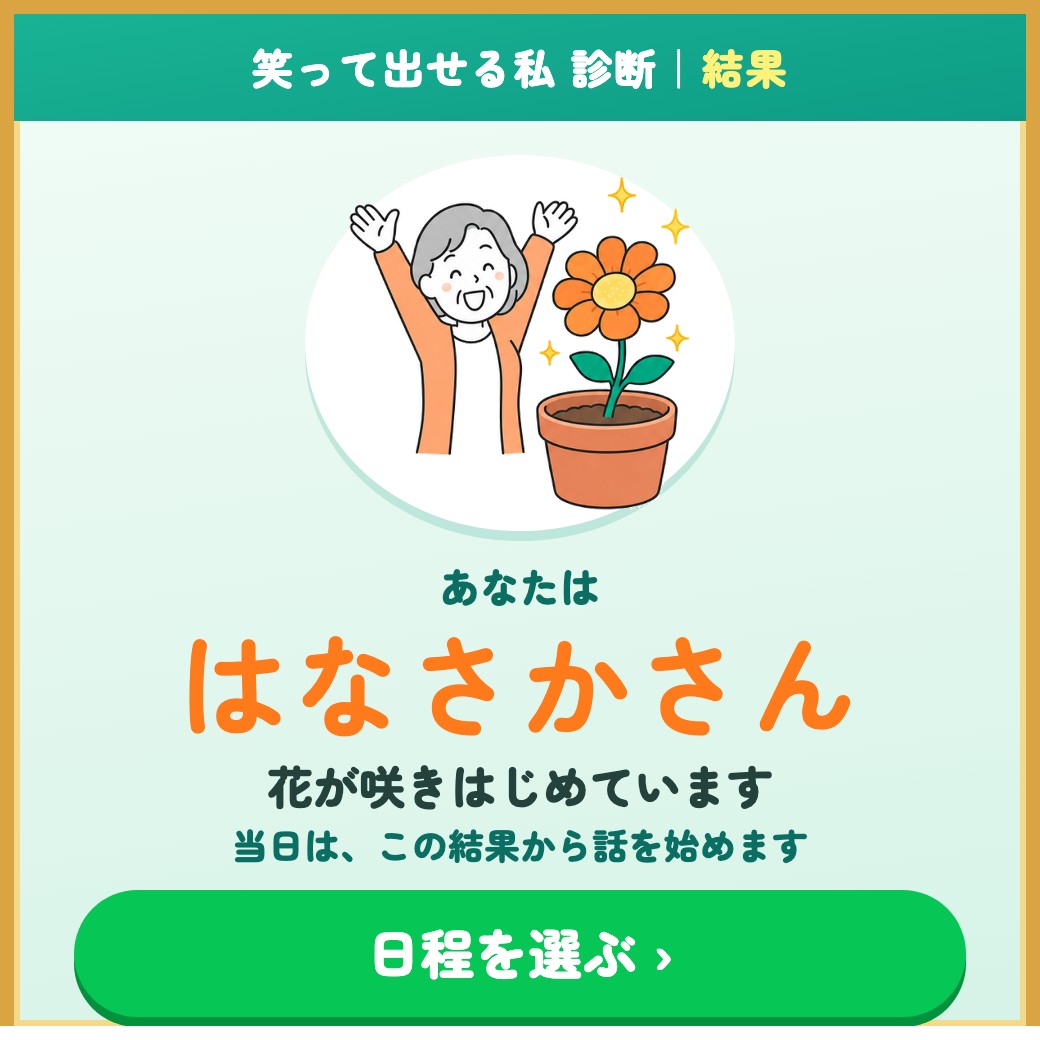 笑って出せる私 診断｜結果
あなたは
はなさかさん
花が咲きはじめています
当日は、この結果から話を始めます
日程を選ぶ ›